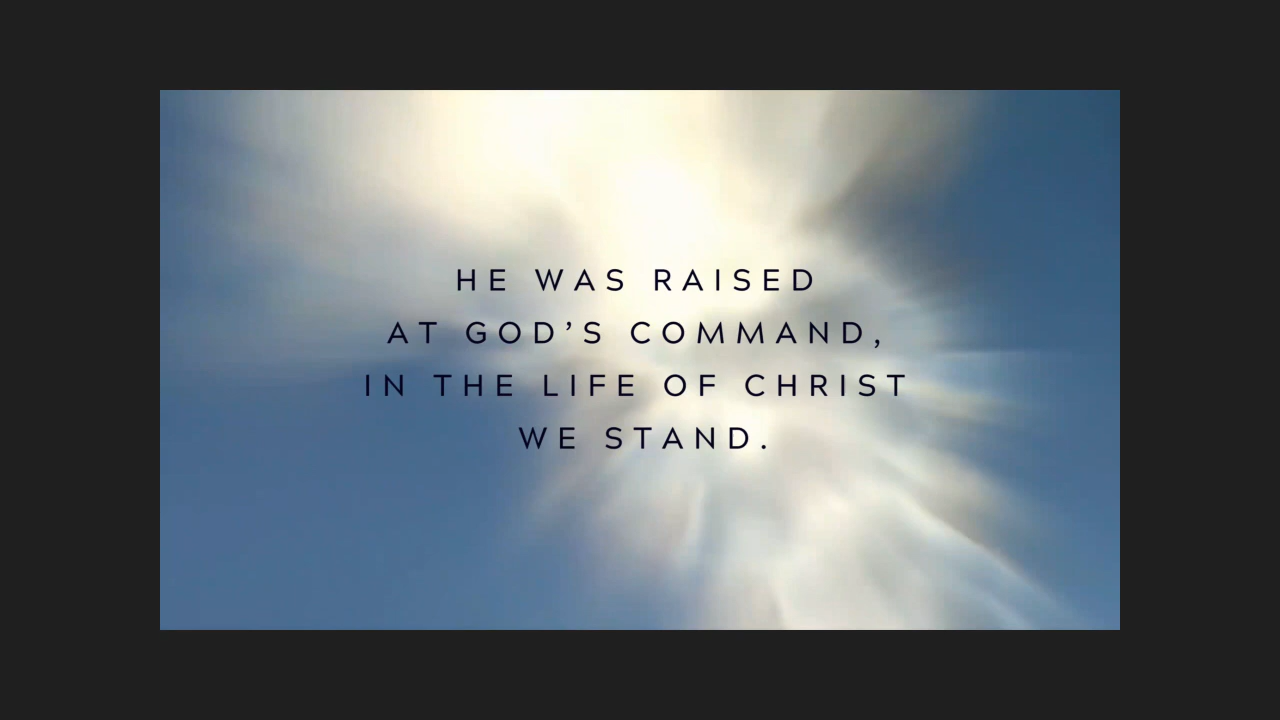 HE WAS RAISED
AT GOD’S COMMAND,
IN THE LIFE OF CHRIST
WE STAND.